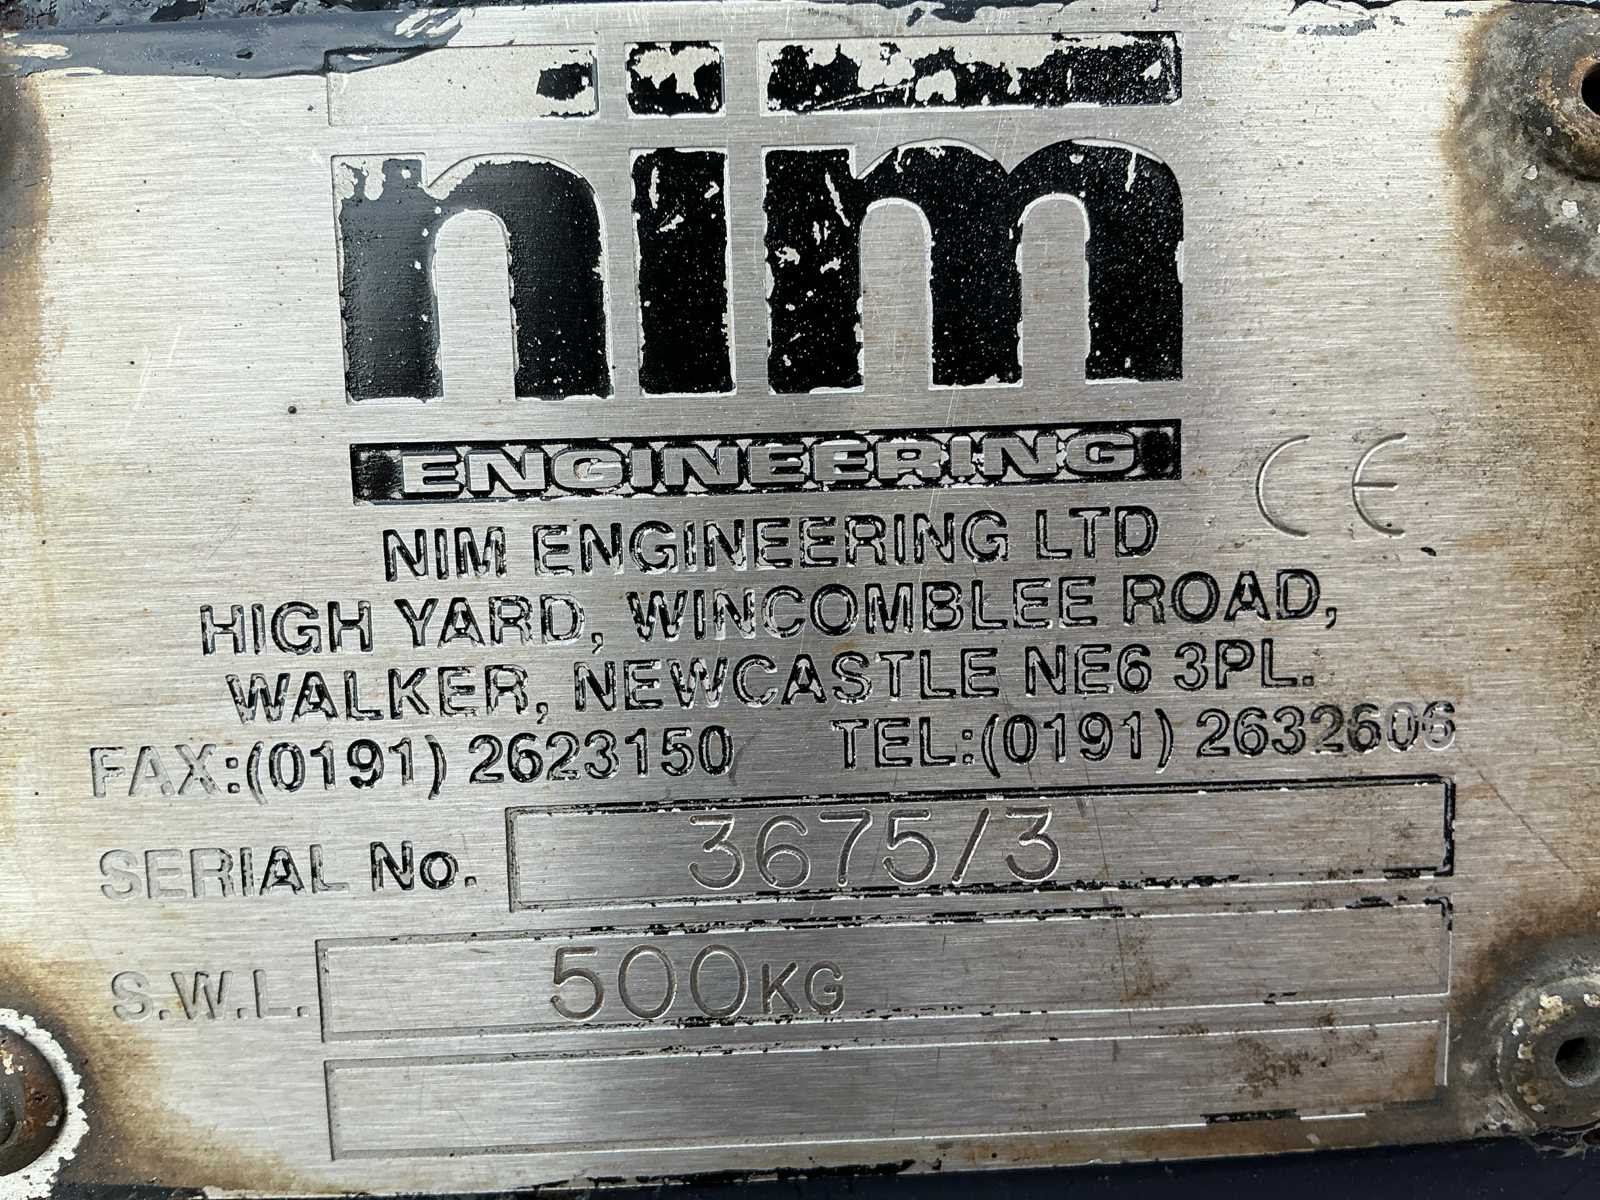 nim
ENGINEERING
CE
NIM ENGINEERING LTD
HIGH YARD, WINCOMBLEE ROAD,
WALKER, NEWCASTLE NE6 3PL.
FAX:(0191) 2623150 TEL:(0191) 2632606
SERIAL No. 3675/3
S.W.L. 500KG